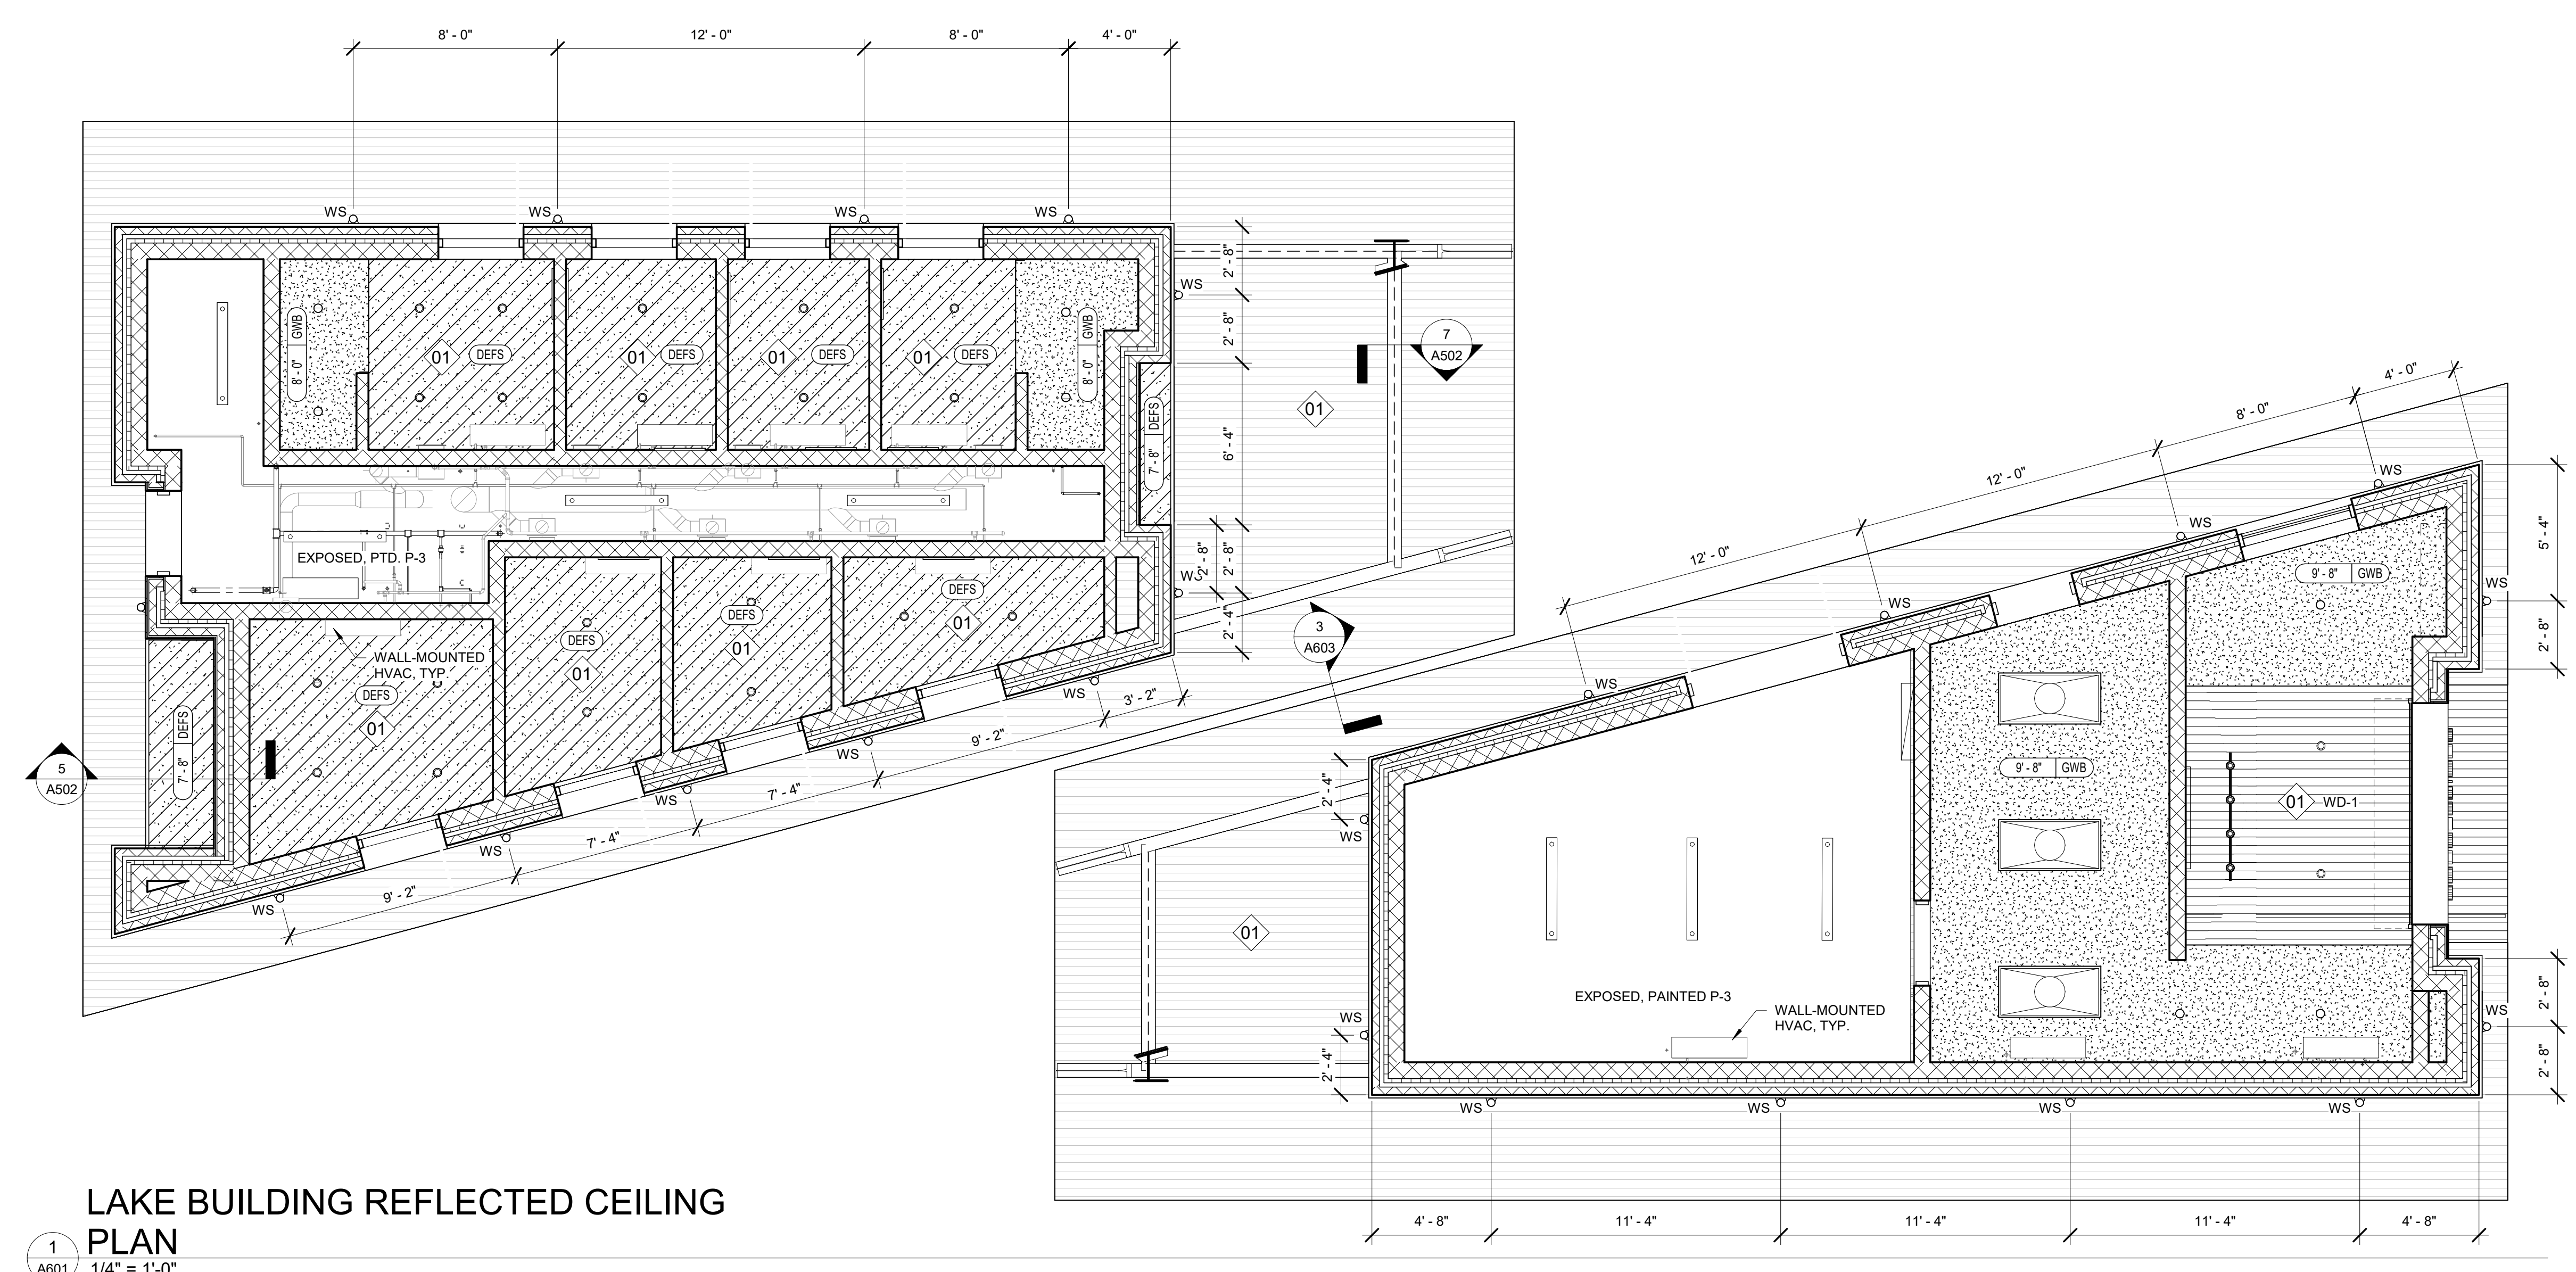 8' - 0"
12' - 0"
8' - 0"
4' - 0"
WS
WS
WS
WS
2' - 8"
WS
2' - 8"
8' - 0" GWB
01
DEFS
01
DEFS
01
DEFS
01
DEFS
8' - 0" GWB
7
A502
01
7' - 8" DEFS
6' - 4"
EXPOSED, PTD. P-3
2' - 8"
2' - 8"
WS
2' - 4"
WALL-MOUNTED
HVAC, TYP.
DEFS
01
DEFS
01
DEFS
01
DEFS
01
7' - 8" DEFS
5
A502
WS
WS
WS
WS
WS
3' - 2"
9' - 2"
7' - 4"
7' - 4"
9' - 2"
3
A603
4' - 0"
8' - 0"
12' - 0"
12' - 0"
WS
WS
WS
WS
5' - 4"
WS
2' - 8"
9' - 8" GWB
9' - 8" GWB
01 WD-1
2' - 4"
WS
01
WS
2' - 4"
EXPOSED, PAINTED P-3
WALL-MOUNTED
HVAC, TYP.
2' - 8"
WS
2' - 8"
WS
WS
WS
WS
4' - 8"
11' - 4"
11' - 4"
11' - 4"
4' - 8"
LAKE BUILDING REFLECTED CEILING
PLAN
1
A601
1/4" = 1'-0"